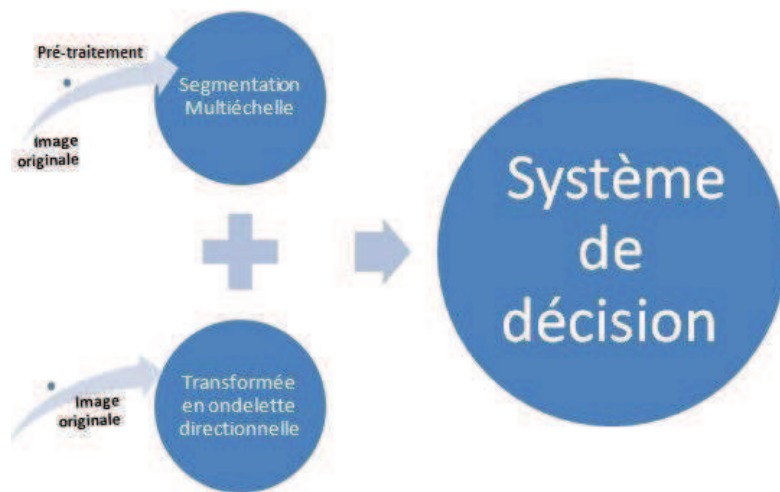 Pré-traitement
Image
originale
Segmentation
Multiéchelle
Système
de
décision
Image
originale
Transformée
en ondelette
directionnelle